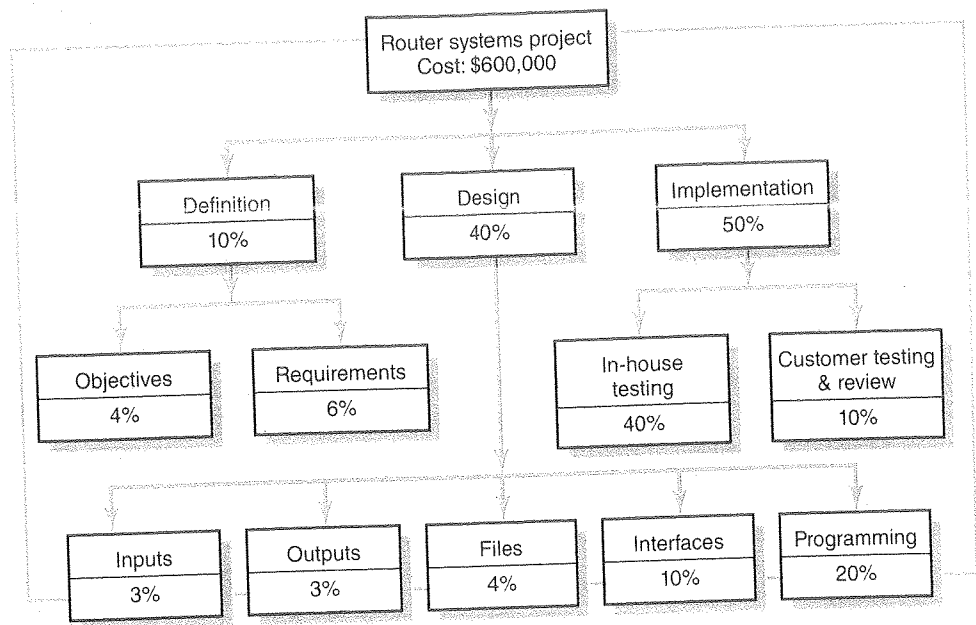 Router systems project
Cost: $600,000
Definition
10%
Design
40%
Implementation
50%
Objectives
4%
Requirements
6%
In-house
testing
40%
Customer testing
& review
10%
Inputs
3%
Outputs
3%
Files
4%
Interfaces
10%
Programming
20%